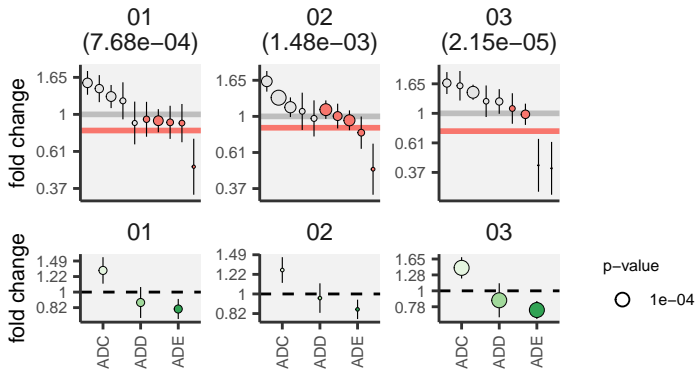 01 02 03
(7.68e−04) (1.48e−03) (2.15e−05)
fold change
1.65 1.65 1.65
1 1 1
0.61 0.61 0.61
0.37 0.37 0.37
01 02 03
fold change
1.49 1.49 1.65
1.22 1.22 1.28
1 1 1
0.82 0.82 0.78
ADC ADD ADE ADC ADD ADE ADC ADD ADE
p−value
1e−04